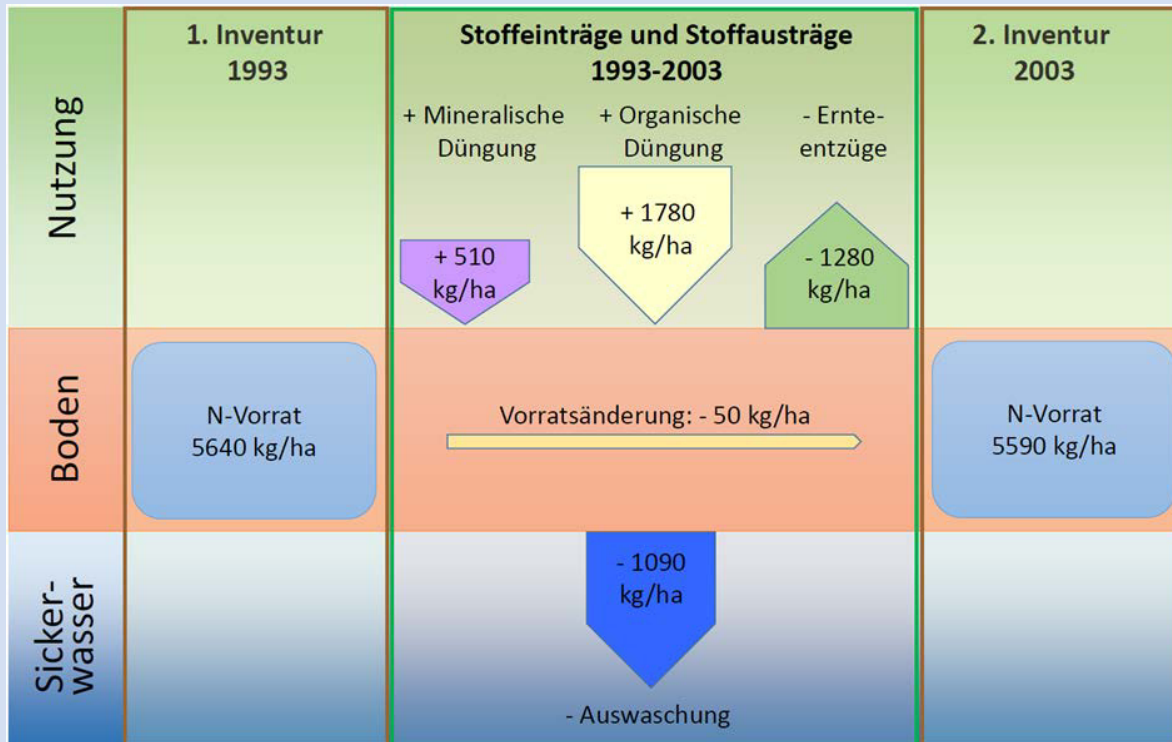 Nutzung
1. Inventur
1993
Stoffeinträge und Stoffausträge
1993-2003
2. Inventur
2003
+ Mineralische
Düngung
+ Organische
Düngung
- Ernte-
entzüge
+ 510
kg/ha
+ 1780
kg/ha
- 1280
kg/ha
Boden
N-Vorrat
5640 kg/ha
Vorratsänderung: - 50 kg/ha
N-Vorrat
5590 kg/ha
Sicker-
wasser
- 1090
kg/ha
- Auswaschung